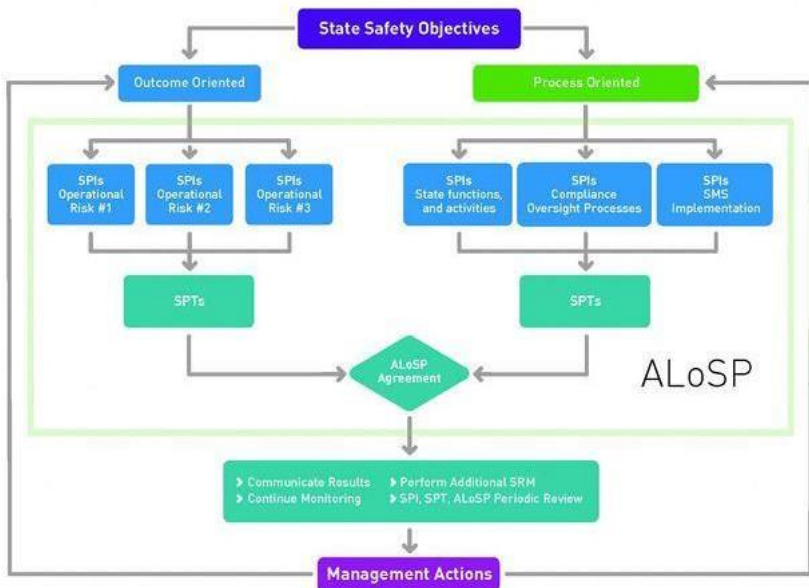 State Safety Objectives
Outcome Oriented
Process Oriented
SPIs
Operational
Risk #1
SPIs
Operational
Risk #2
SPIs
Operational
Risk #3
SPIs
State functions,
and activities
SPIs
Compliance
Oversight Processes
SPIs
SMS
Implementation
SPTs
SPTs
ALoSP
Agreement
ALoSP
> Communicate Results
> Continue Monitoring
> Perform Additional SRM
> SPI, SPT, ALoSP Periodic Review
Management Actions